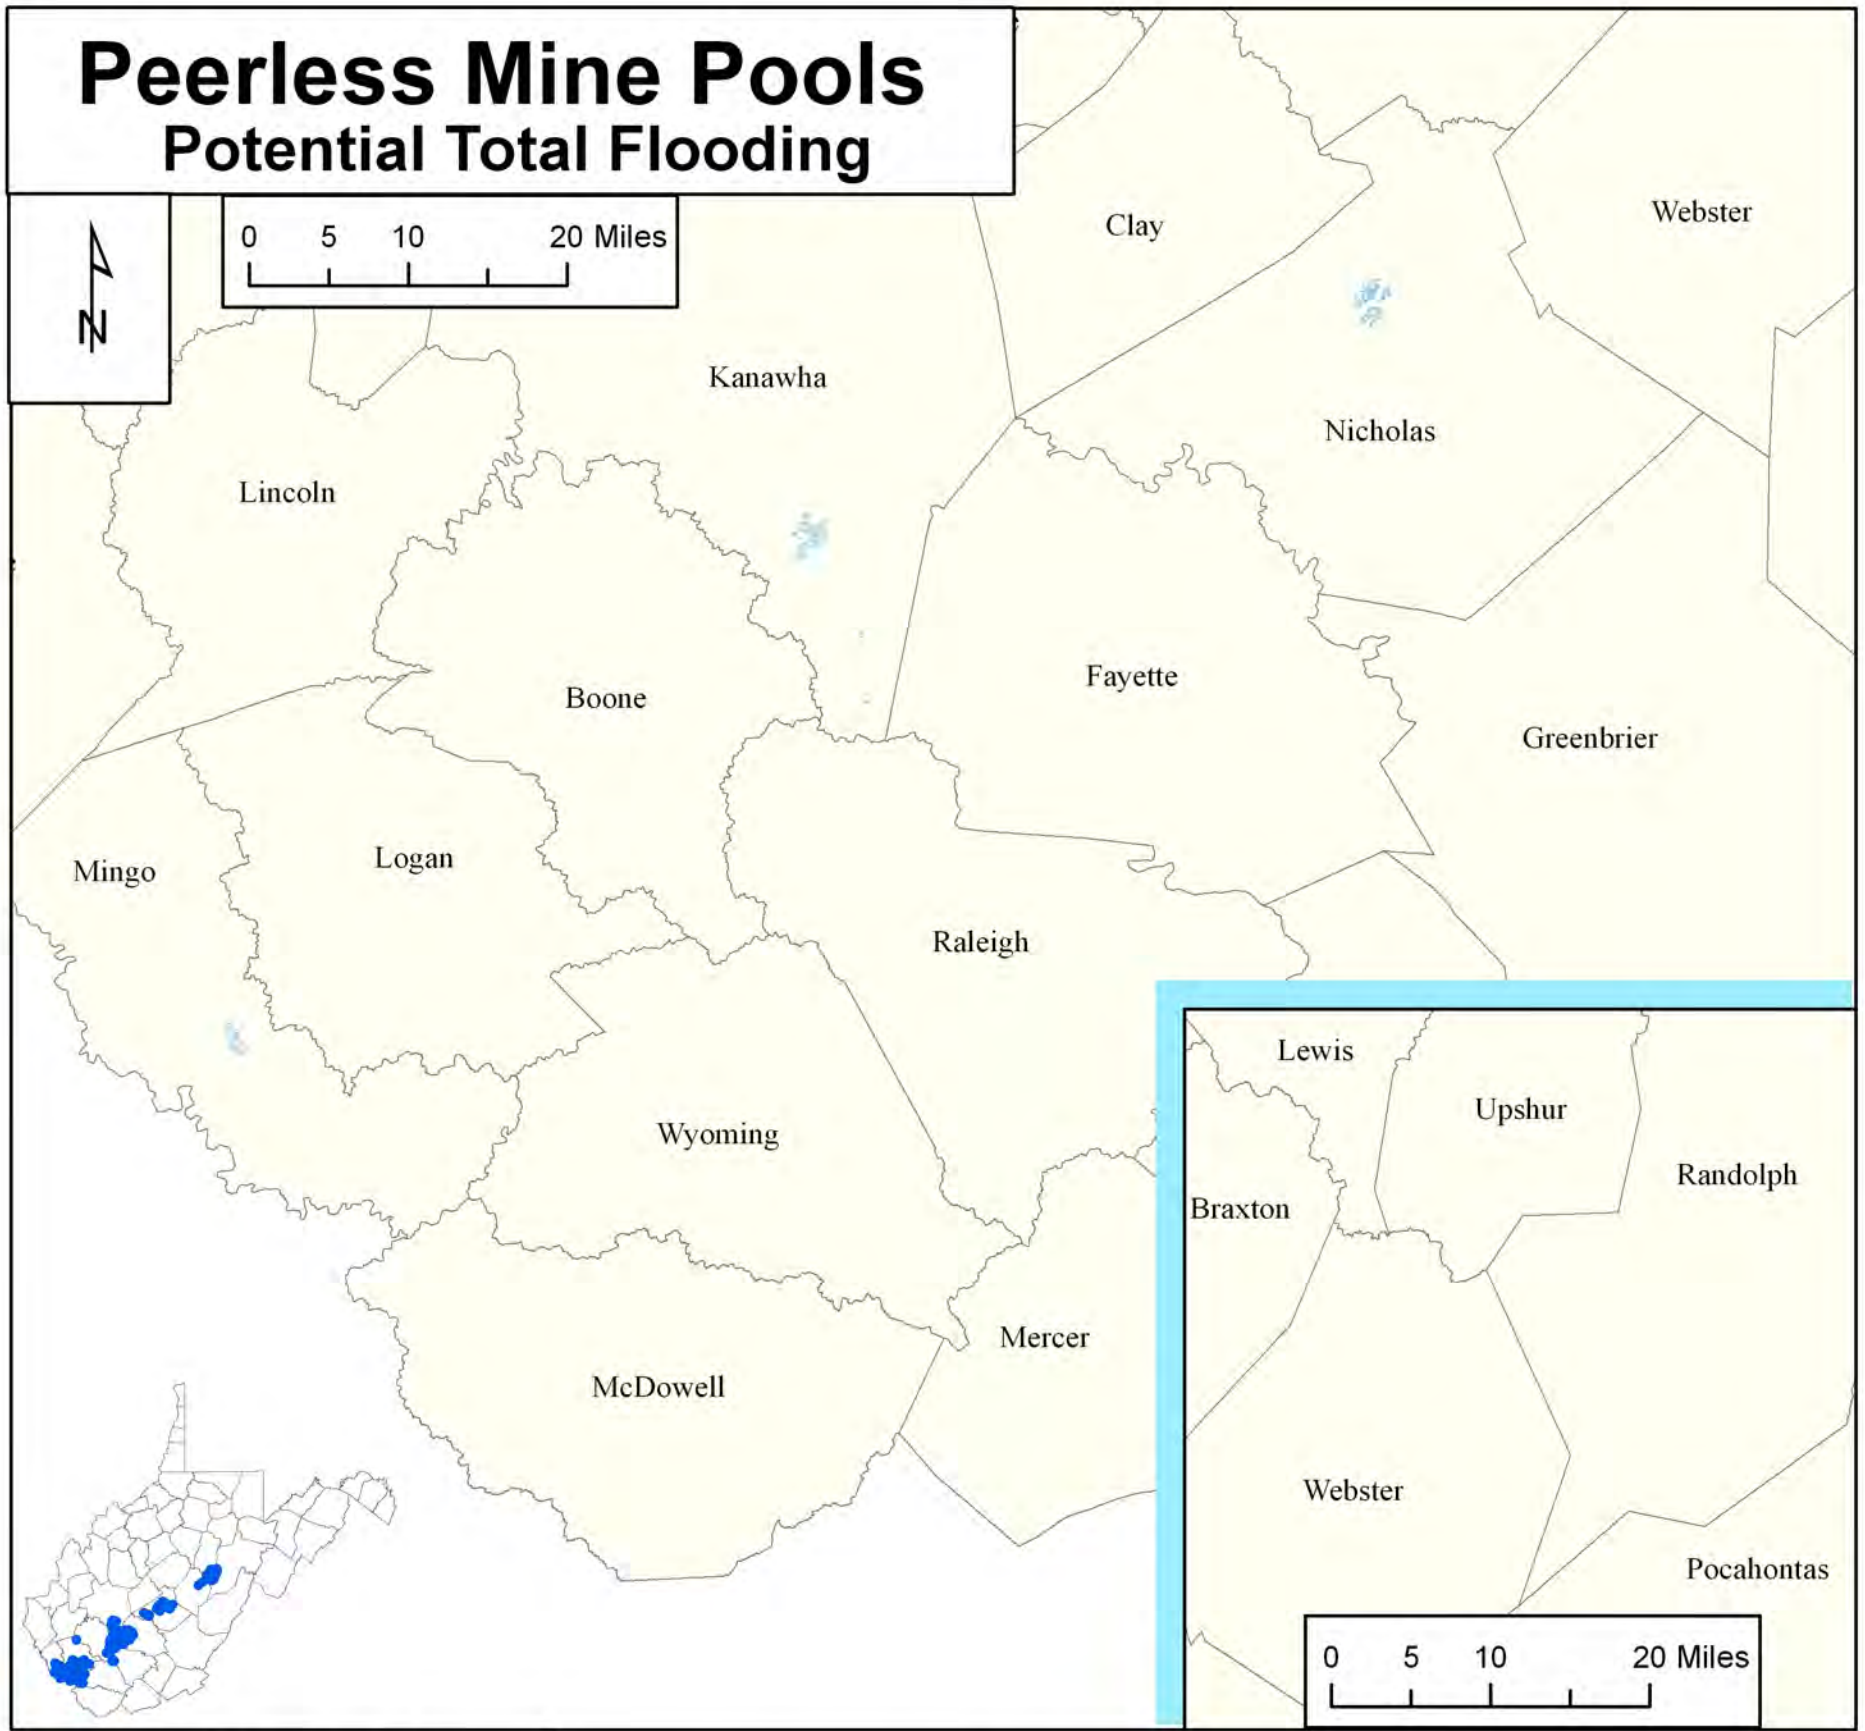 Peerless Mine Pools
Potential Total Flooding
0 5 10 20 Miles
N
Clay
Webster
Kanawha
Nicholas
Lincoln
Fayette
Boone
Greenbrier
Logan
Mingo
Raleigh
Wyoming
Mercer
McDowell
Lewis
Upshur
Randolph
Braxton
Webster
Pocahontas
0 5 10 20 Miles